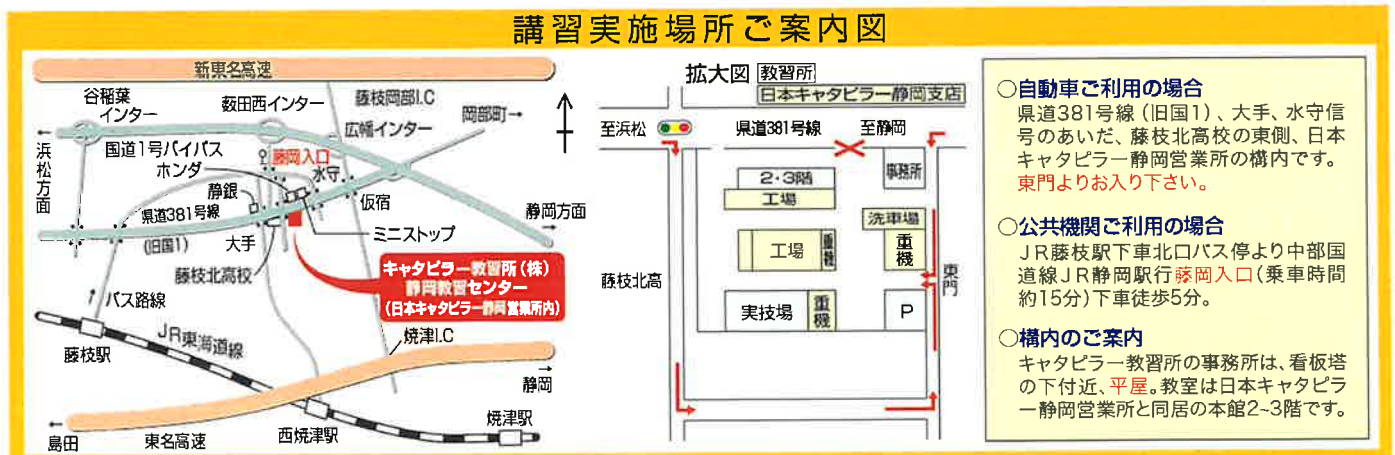 講習実施場所ご案内図
新東名高速
谷稲葉
インター
薮田西インター
藤枝岡部I.C
広幡インター
岡部町→
←
浜松方面
国道1号バイパス
藤岡入口
ホンダ
水守
静銀
県道381号線
(旧国1)
大手
仮宿
静岡方面
→
ミニストップ
藤枝北高校
キャタピラー教習所(株)
静岡教習センター
(日本キャタピラー静岡営業所内)
↑バス路線
藤枝駅
JR東海道線
焼津I.C
→
静岡
←
島田
東名高速
西焼津駅
焼津駅
拡大図 教習所
日本キャタピラー静岡支店
至浜松
県道381号線
至静岡
事務所
2・3階
工場
洗車場
工場
重機
重機
藤枝北高
東門
実技場
重機
P
○自動車ご利用の場合
県道381号線(旧国1)、大手、水守信
号のあいだ、藤枝北高校の東側、日本
キャタピラー静岡営業所の構内です。
東門よりお入り下さい。
○公共機関ご利用の場合
JR藤枝駅下車北口バス停より中部国
道線JR静岡駅行藤岡入口(乗車時間
約15分)下車徒歩5分。
○構内のご案内
キャタピラー教習所の事務所は、看板塔
の下付近、平屋。教室は日本キャタピラ
ー静岡営業所と同居の本館2~3階です。